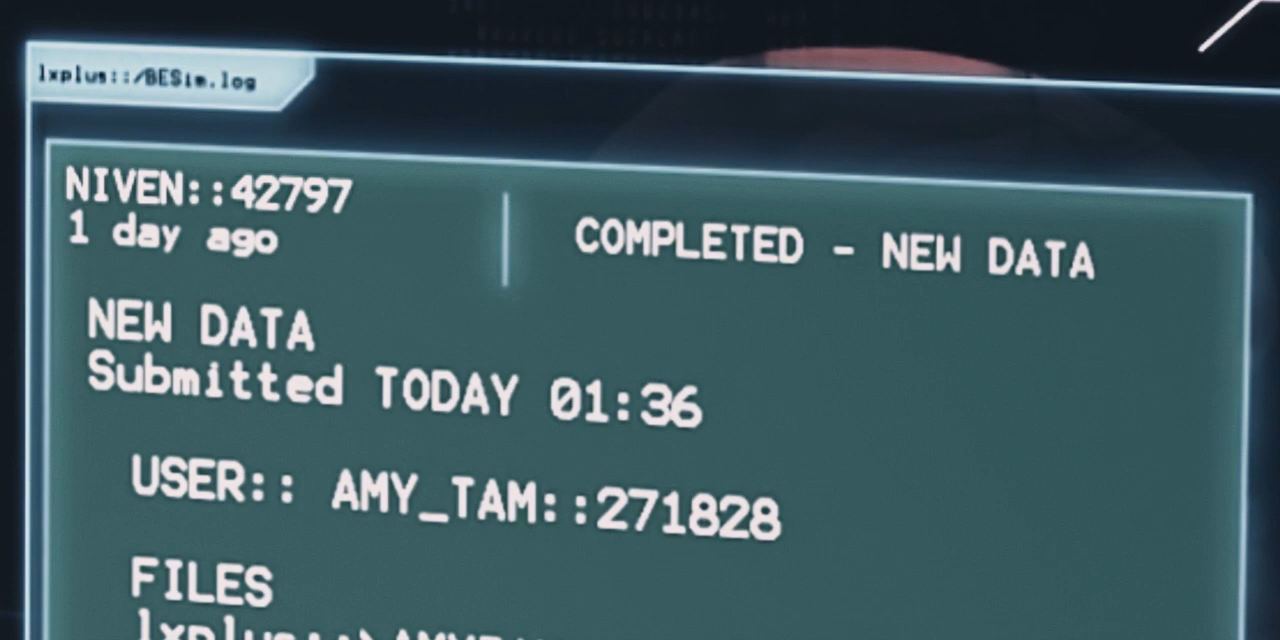 lxplus::/BESim.log
NIVEN::42797
1 day ago
COMPLETED - NEW DATA
NEW DATA
Submitted TODAY 01:36
USER:: AMY_TAM::271828
FILES